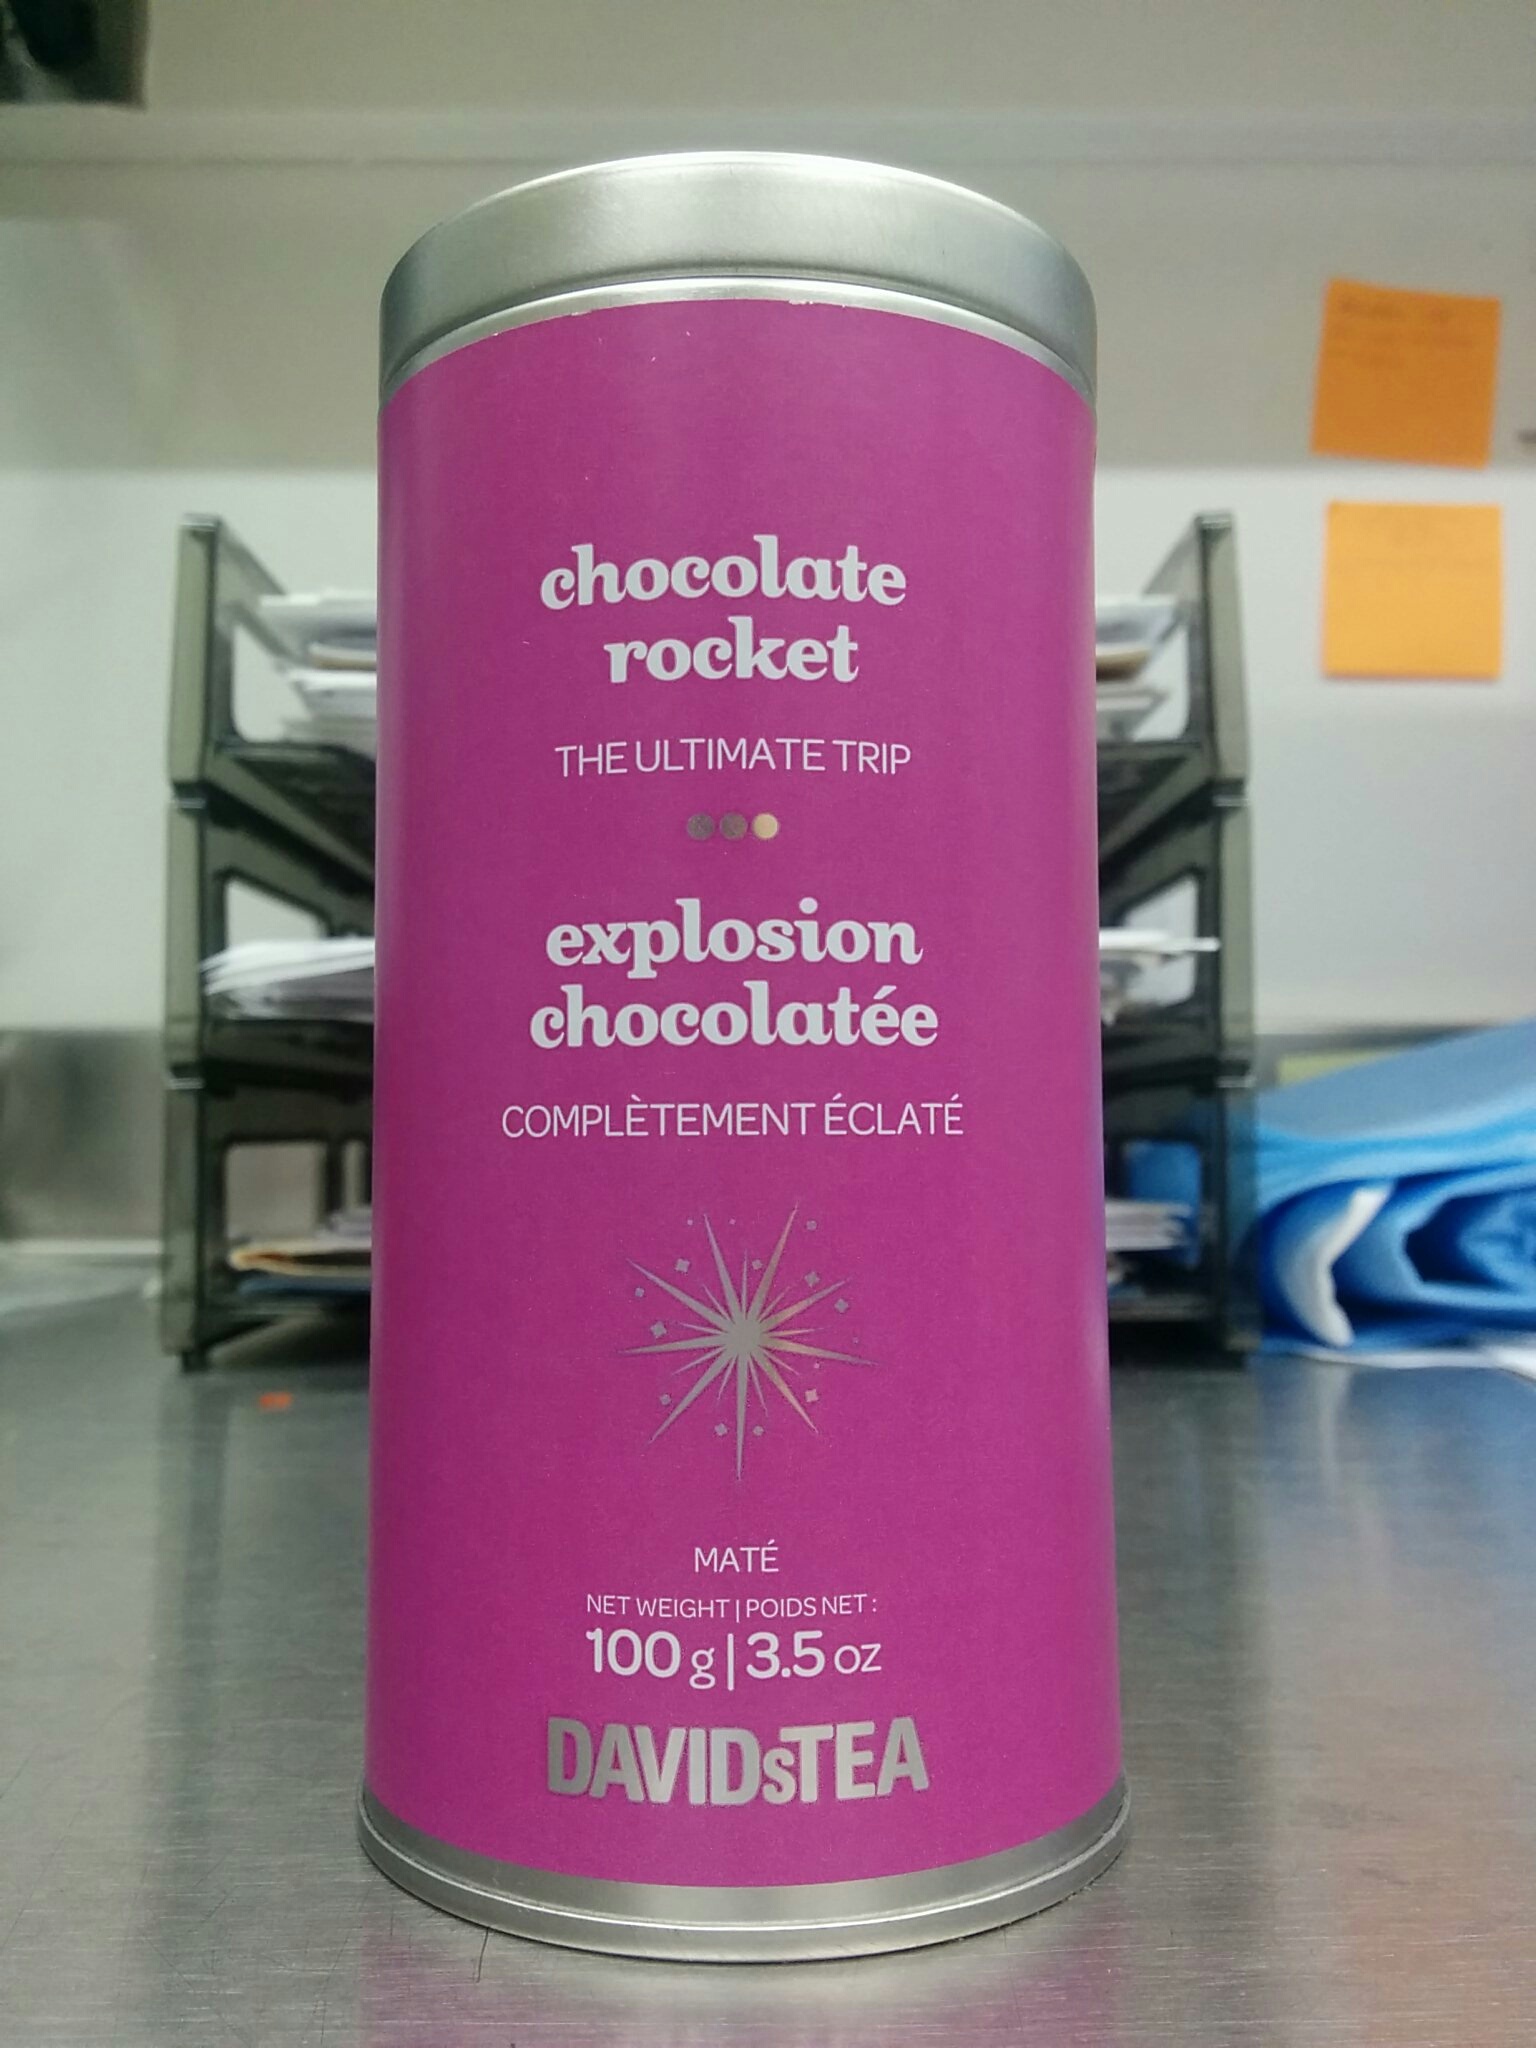 chocolate
rocket
THE ULTIMATE TRIP
explosion
chocolatée
COMPLÈTEMENT ÉCLATÉ
MATÉ
NET WEIGHT | POIDS NET :
100 g | 3.5 oz
DAVIDsTEA